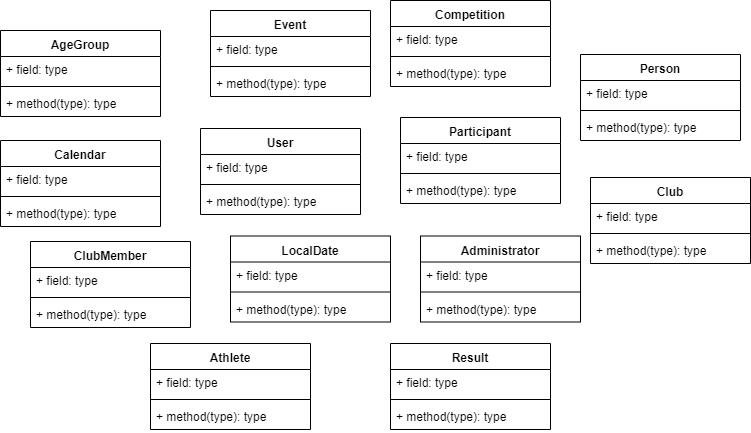 AgeGroup
+ field: type
+ method(type): type
Event
+ field: type
+ method(type): type
Competition
+ field: type
+ method(type): type
Person
+ field: type
+ method(type): type
Calendar
+ field: type
+ method(type): type
User
+ field: type
+ method(type): type
Participant
+ field: type
+ method(type): type
Club
+ field: type
+ method(type): type
ClubMember
+ field: type
+ method(type): type
LocalDate
+ field: type
+ method(type): type
Administrator
+ field: type
+ method(type): type
Athlete
+ field: type
+ method(type): type
Result
+ field: type
+ method(type): type